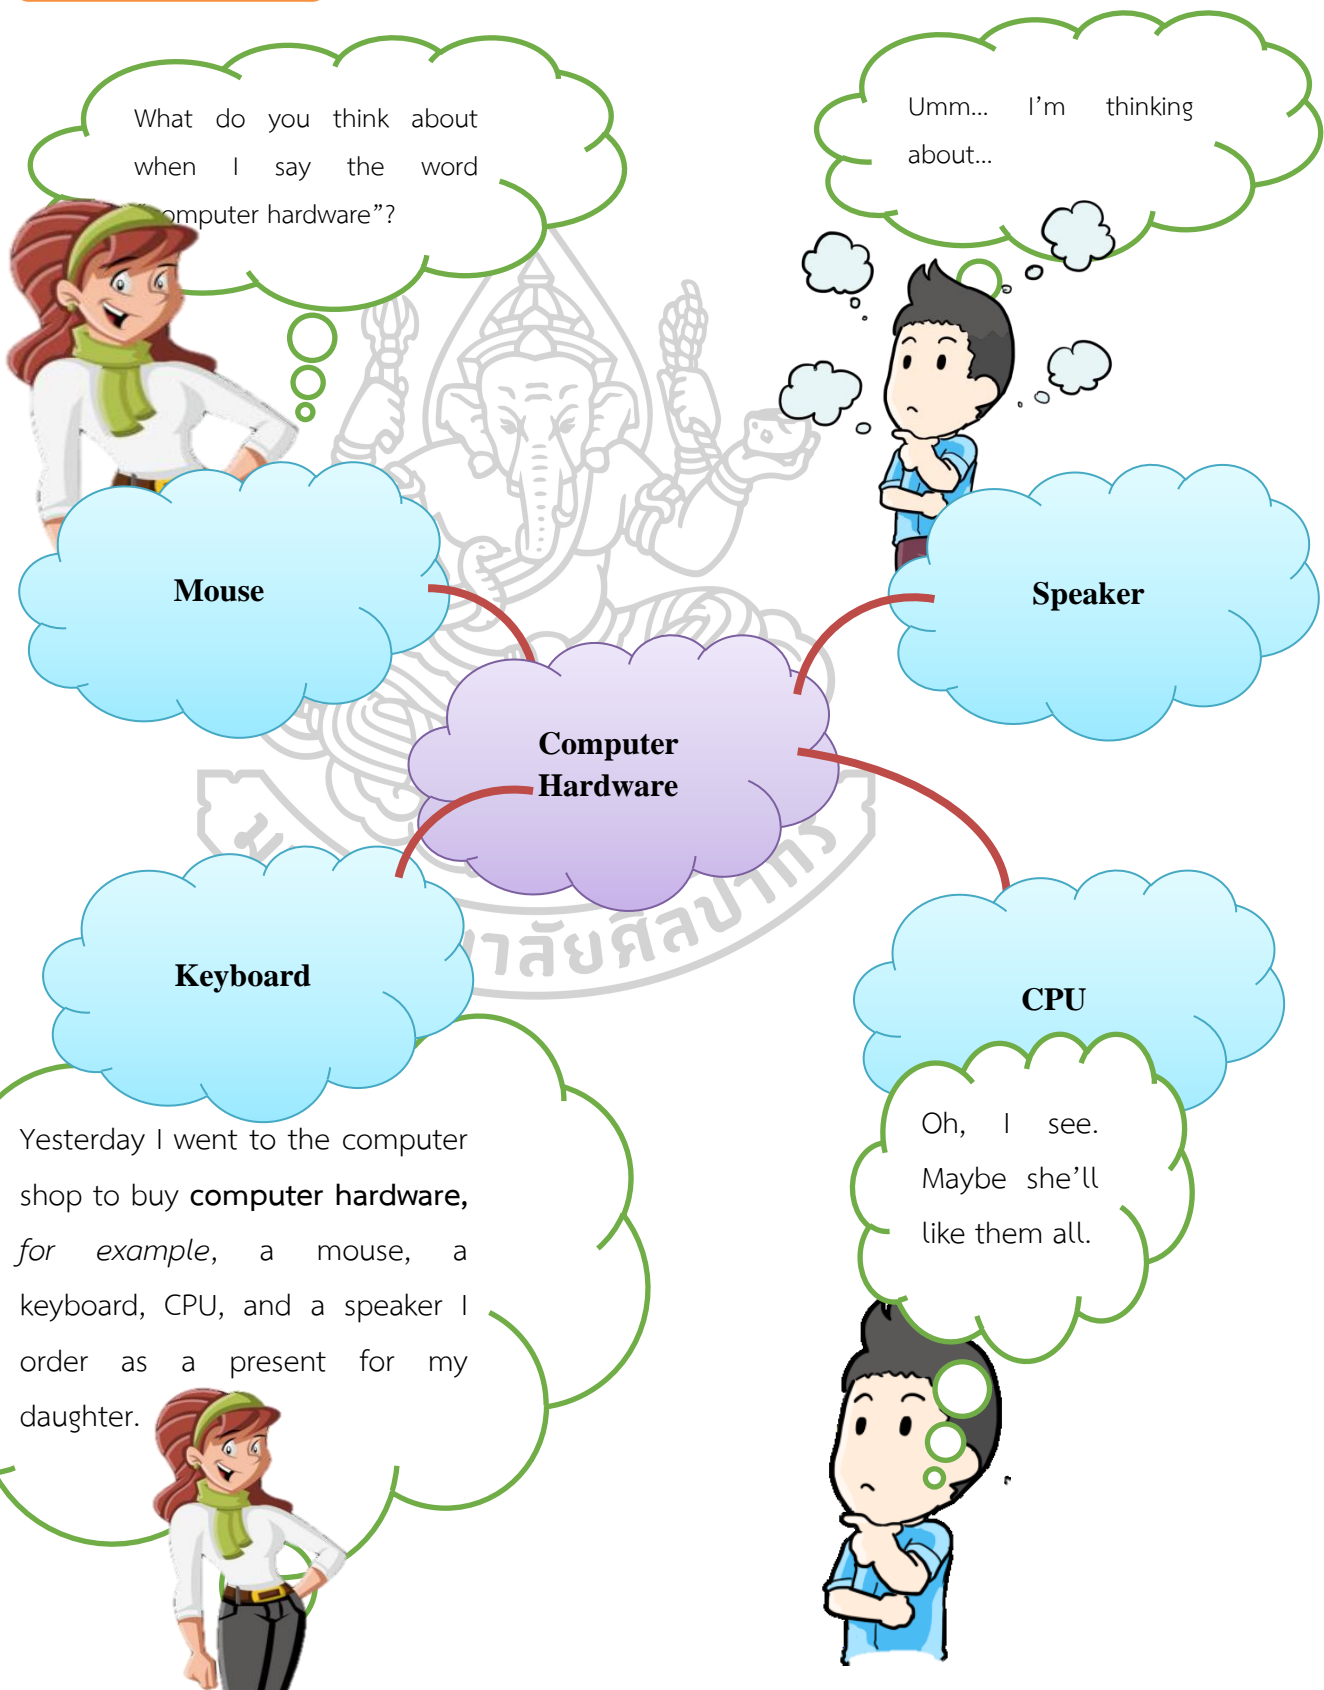 What do you think about
when I say the word
“computer hardware”?
Umm… I’m thinking
about…
Mouse
Speaker
Computer
Hardware
Keyboard
CPU
Yesterday I went to the computer
shop to buy computer hardware,
for example, a mouse, a
keyboard, CPU, and a speaker I
order as a present for my
daughter.
Oh, I see.
Maybe she’ll
like them all.